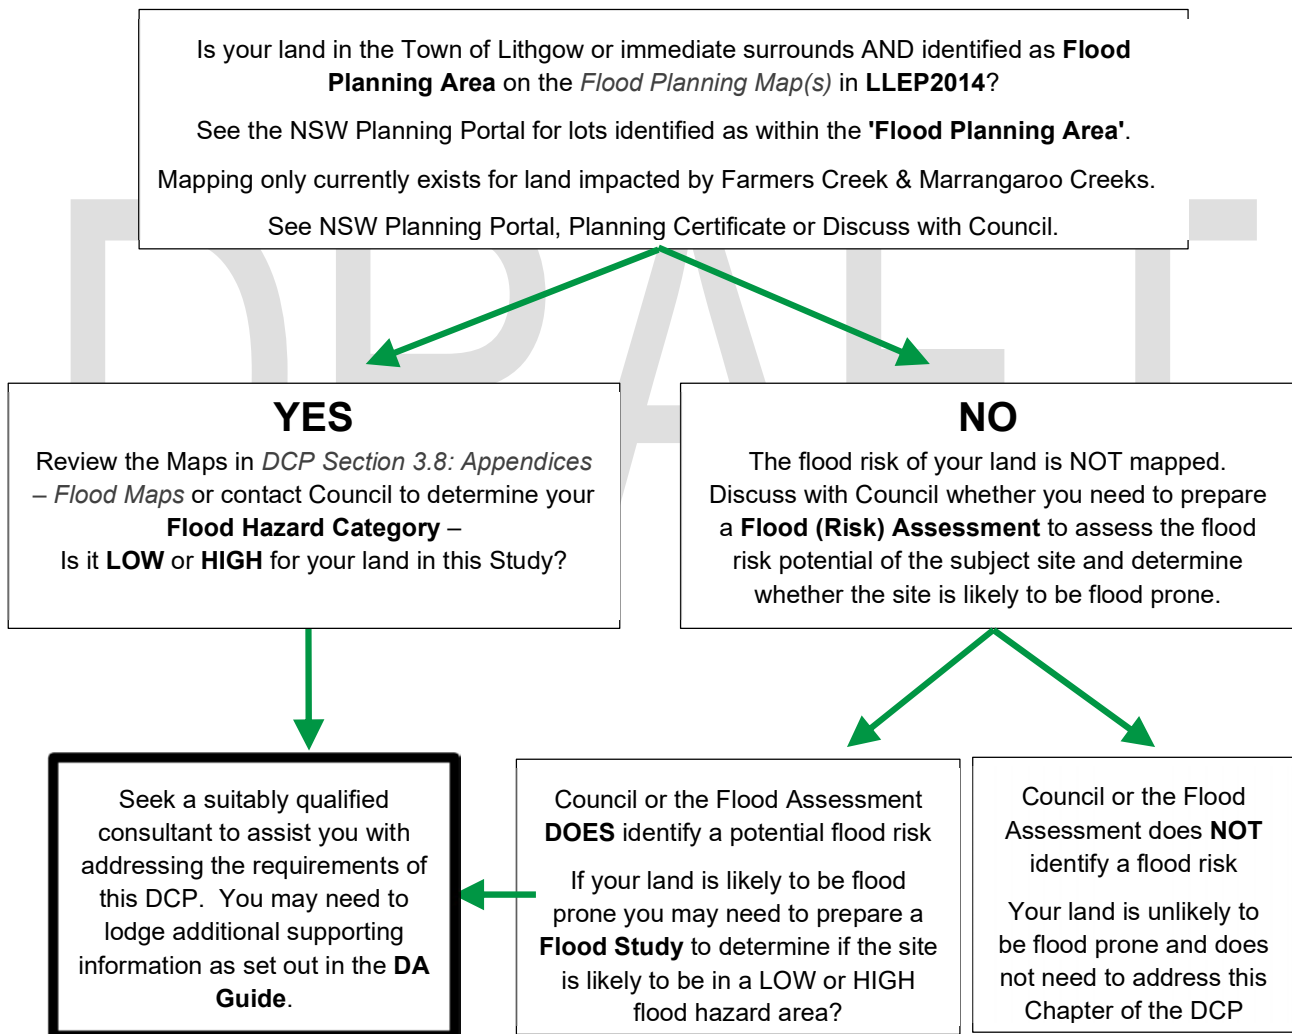 Is your land in the Town of Lithgow or immediate surrounds AND identified as Flood
Planning Area on the Flood Planning Map(s) in LLEP2014?
See the NSW Planning Portal for lots identified as within the 'Flood Planning Area'.
Mapping only currently exists for land impacted by Farmers Creek & Marrangaroo Creeks.
See NSW Planning Portal, Planning Certificate or Discuss with Council.
DRAFT
YES
Review the Maps in DCP Section 3.8: Appendices
– Flood Maps or contact Council to determine your
Flood Hazard Category –
Is it LOW or HIGH for your land in this Study?
NO
The flood risk of your land is NOT mapped.
Discuss with Council whether you need to prepare
a Flood (Risk) Assessment to assess the flood
risk potential of the subject site and determine
whether the site is likely to be flood prone.
Seek a suitably qualified
consultant to assist you with
addressing the requirements of
this DCP. You may need to
lodge additional supporting
information as set out in the DA
Guide.
Council or the Flood Assessment
DOES identify a potential flood risk
If your land is likely to be flood
prone you may need to prepare a
Flood Study to determine if the site
is likely to be in a LOW or HIGH
flood hazard area?
Council or the Flood
Assessment does NOT
identify a flood risk
Your land is unlikely to
be flood prone and does
not need to address this
Chapter of the DCP